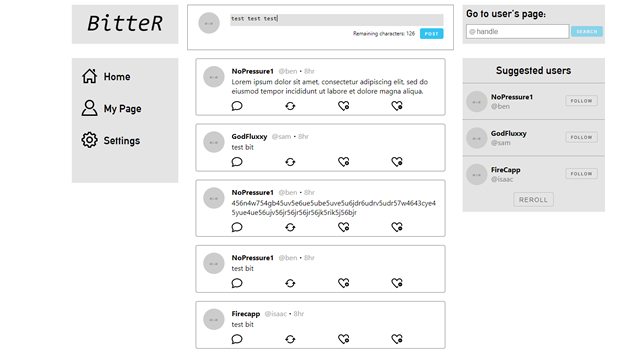 BitteR
Home
My Page
Settings
test test test
Remaining characters: 126
POST
NoPressure1 @ben • 8hr
Lorem ipsum dolor sit amet, consectetur adipiscing elit, sed do
eiusmod tempor incididunt ut labore et dolore magna aliqua.
GodFluxxy @sam • 8hr
test bit
NoPressure1 @ben • 8hr
NoPressure1 @ben • 8hr
test bit
Firecapp @isaac • 8hr
test bit
Go to user's page:
@ handle
SEARCH
Suggested users
NoPressure1
@ben
FOLLOW
GodFluxxy
@sam
FOLLOW
FireCapp
@isaac
FOLLOW
REROLL